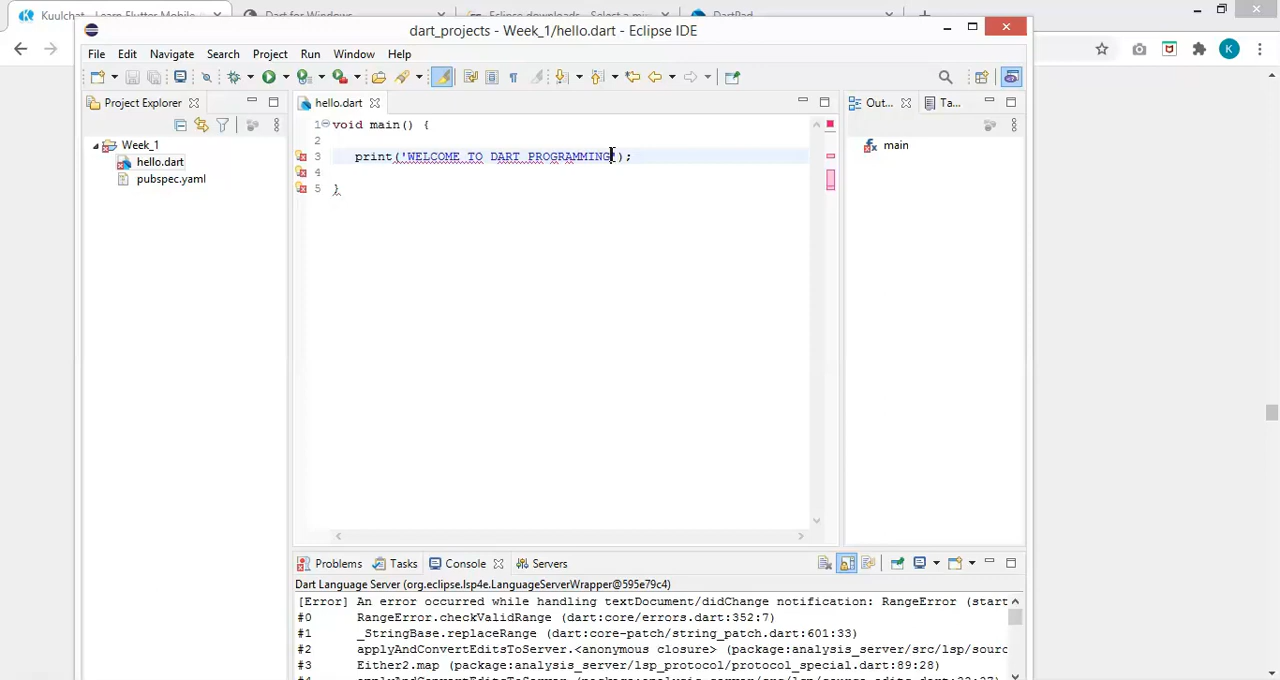 Kuulchat - Learn Flutter Mobile
Dart for Windows
Eclipse downloads - Select a mi
DartPad
dart_projects - Week_1/hello.dart - Eclipse IDE
File Edit Navigate Search Project Run Window Help
K
Project Explorer
hello.dart
Out...
Ta...
Week_1
hello.dart
pubspec.yaml
1 void main() {
2
3 print('WELCOME TO DART PROGRAMMING');
4
5 }
main
Problems Tasks Console Servers
Dart Language Server (org.eclipse.lsp4e.LanguageServerWrapper@595e79c4)
[Error] An error occurred while handling textDocument/didChange notification: RangeError (start
#0 RangeError.checkValidRange (dart:core/errors.dart:352:7)
#1 _StringBase.replaceRange (dart:core-patch/string_patch.dart:601:33)
#2 applyAndConvertEditsToServer.<anonymous closure> (package:analysis_server/src/lsp/sourc
#3 Either2.map (package:analysis_server/lsp_protocol/protocol_special.dart:89:28)